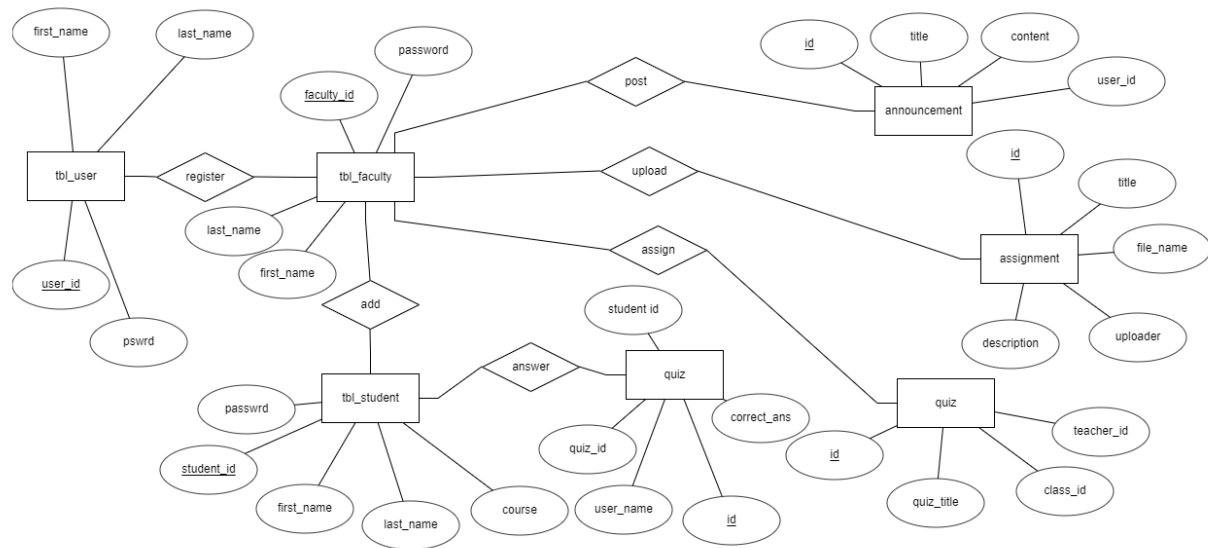 first_name
last_name
password
id
title
content
user_id
post
announcement
faculty_id
tbl_user
register
tbl_faculty
upload
id
title
last_name
first_name
assign
assignment
file_name
user_id
add
student id
description
uploader
pswrd
answer
quiz
tbl_student
passwrd
correct_ans
quiz
teacher_id
quiz_id
id
student_id
class_id
first_name
last_name
course
user_name
id
quiz_title